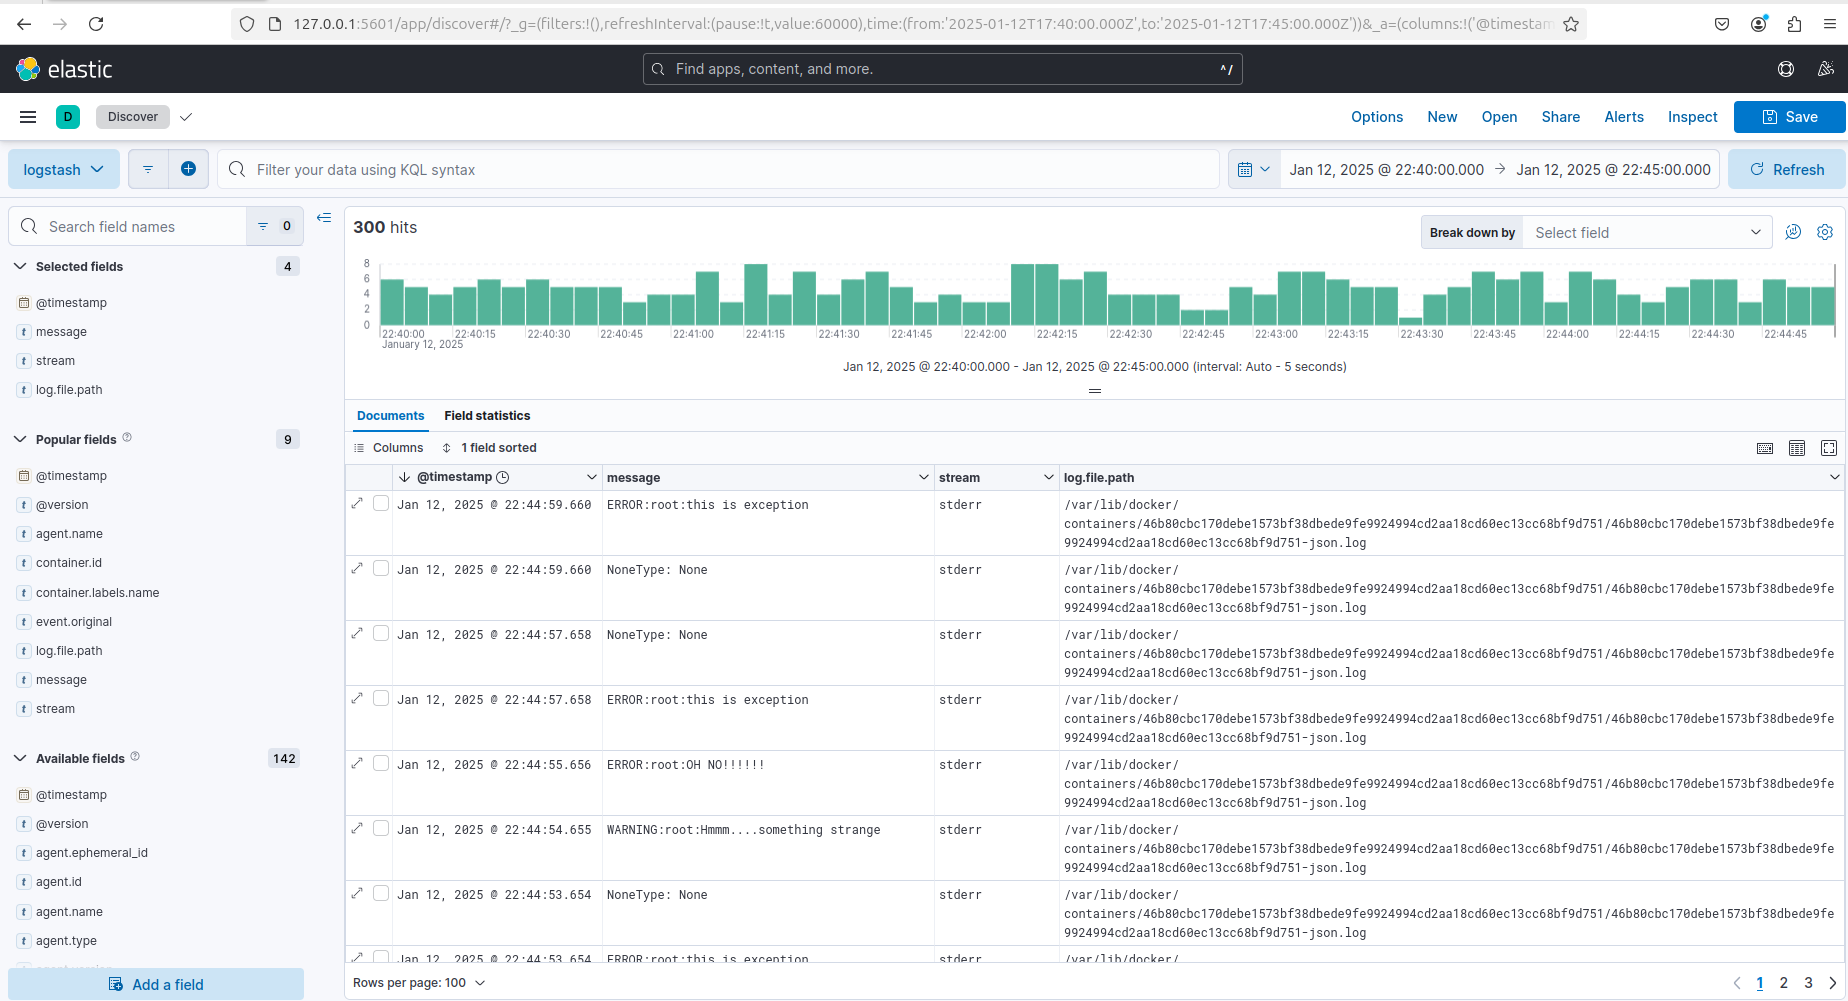 127.0.0.1:5601/app/discover#/?_g=(filters:!(),refreshInterval:(pause:!t,value:60000),time:(from:'2025-01-12T17:40:00.000Z',to:'2025-01-12T17:45:00.000Z'))&_a=(columns:!('@timestam
elastic
Find apps, content, and more.
^/
D
Discover
Options
New
Open
Share
Alerts
Inspect
Save
logstash
Filter your data using KQL syntax
Jan 12, 2025 @ 22:40:00.000 → Jan 12, 2025 @ 22:45:00.000
Refresh
Search field names
0
Selected fields 4
@timestamp
message
stream
log.file.path
Popular fields 9
@timestamp
@version
agent.name
container.id
container.labels.name
event.original
log.file.path
message
stream
Available fields 142
@timestamp
@version
agent.ephemeral_id
agent.id
agent.name
agent.type
Add a field
300 hits
Break down by Select field
8
6
4
2
0
22:40:00 22:40:15 22:40:30 22:40:45 22:41:00 22:41:15 22:41:30 22:41:45 22:42:00 22:42:15 22:42:30 22:42:45 22:43:00 22:43:15 22:43:30 22:43:45 22:44:00 22:44:15 22:44:30 22:44:45
January 12, 2025
Jan 12, 2025 @ 22:40:00.000 - Jan 12, 2025 @ 22:45:00.000 (interval: Auto - 5 seconds)
Documents Field statistics
Columns 1 field sorted
@timestamp message stream log.file.path
Jan 12, 2025 @ 22:44:59.660 ERROR:root:this is exception stderr /var/lib/docker/
containers/46b80cbc170debe1573bf38dbede9fe9924994cd2aa18cd60ec13cc68bf9d751/46b80cbc170debe1573bf38dbede9fe
9924994cd2aa18cd60ec13cc68bf9d751-json.log
Jan 12, 2025 @ 22:44:59.660 NoneType: None stderr /var/lib/docker/
containers/46b80cbc170debe1573bf38dbede9fe9924994cd2aa18cd60ec13cc68bf9d751/46b80cbc170debe1573bf38dbede9fe
9924994cd2aa18cd60ec13cc68bf9d751-json.log
Jan 12, 2025 @ 22:44:57.658 NoneType: None stderr /var/lib/docker/
containers/46b80cbc170debe1573bf38dbede9fe9924994cd2aa18cd60ec13cc68bf9d751/46b80cbc170debe1573bf38dbede9fe
9924994cd2aa18cd60ec13cc68bf9d751-json.log
Jan 12, 2025 @ 22:44:57.658 ERROR:root:this is exception stderr /var/lib/docker/
containers/46b80cbc170debe1573bf38dbede9fe9924994cd2aa18cd60ec13cc68bf9d751/46b80cbc170debe1573bf38dbede9fe
9924994cd2aa18cd60ec13cc68bf9d751-json.log
Jan 12, 2025 @ 22:44:55.656 ERROR:root:OH NO!!!!!! stderr /var/lib/docker/
containers/46b80cbc170debe1573bf38dbede9fe9924994cd2aa18cd60ec13cc68bf9d751/46b80cbc170debe1573bf38dbede9fe
9924994cd2aa18cd60ec13cc68bf9d751-json.log
Jan 12, 2025 @ 22:44:54.655 WARNING:root:Hmmm....something strange stderr /var/lib/docker/
containers/46b80cbc170debe1573bf38dbede9fe9924994cd2aa18cd60ec13cc68bf9d751/46b80cbc170debe1573bf38dbede9fe
9924994cd2aa18cd60ec13cc68bf9d751-json.log
Jan 12, 2025 @ 22:44:53.654 NoneType: None stderr /var/lib/docker/
containers/46b80cbc170debe1573bf38dbede9fe9924994cd2aa18cd60ec13cc68bf9d751/46b80cbc170debe1573bf38dbede9fe
9924994cd2aa18cd60ec13cc68bf9d751-json.log
Jan 12, 2025 @ 22:44:53.654 ERROR:root:this is exception stderr /var/lib/docker/
Rows per page: 100
1 2 3